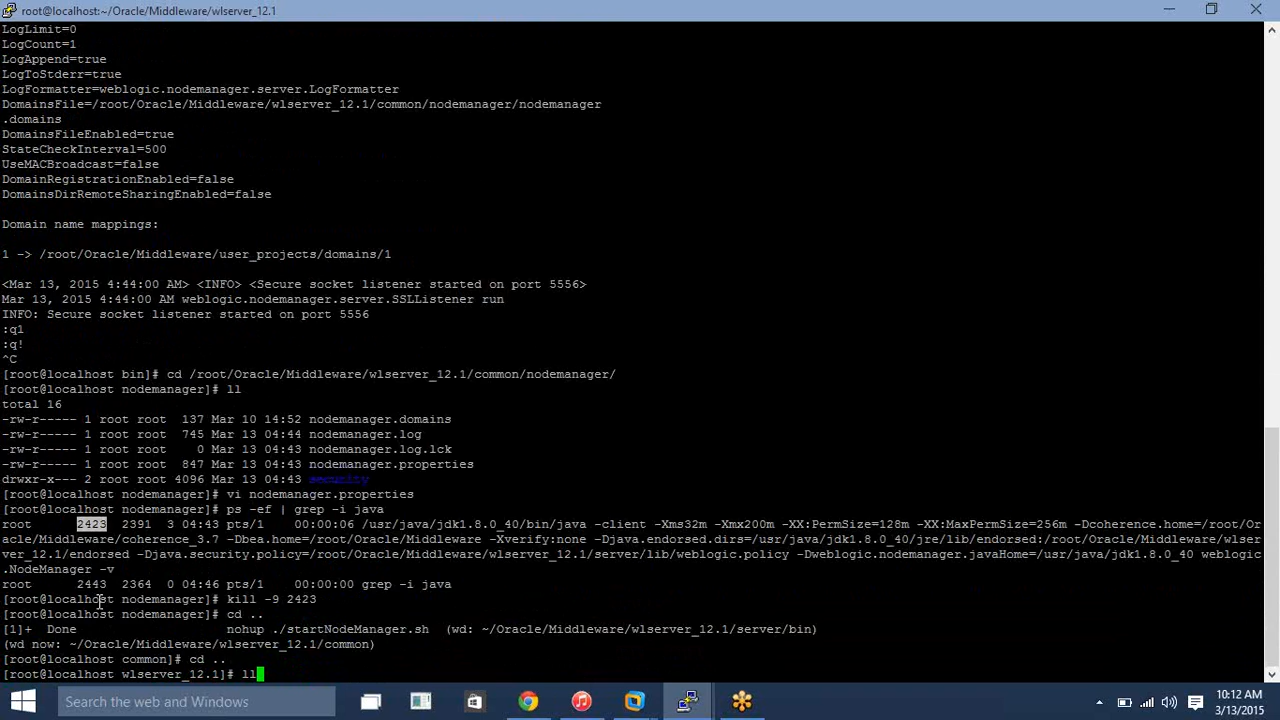 root@localhost:~/Oracle/Middleware/wlserver_12.1
LogLimit=0
LogCount=1
LogAppend=true
LogToStderr=true
LogFormatter=weblogic.nodemanager.server.LogFormatter
DomainsFile=/root/Oracle/Middleware/wlserver_12.1/common/nodemanager/nodemanager
.domains
DomainsFileEnabled=true
StateCheckInterval=500
UseMACBroadcast=false
DomainRegistrationEnabled=false
DomainsDirRemoteSharingEnabled=false
Domain name mappings:
1 -> /root/Oracle/Middleware/user_projects/domains/1
<Mar 13, 2015 4:44:00 AM> <INFO> <Secure socket listener started on port 5556>
Mar 13, 2015 4:44:00 AM weblogic.nodemanager.server.SSLListener run
INFO: Secure socket listener started on port 5556
:q1
:q!
^C
[root@localhost bin]# cd /root/Oracle/Middleware/wlserver_12.1/common/nodemanager/
[root@localhost nodemanager]# ll
total 16
-rw-r----- 1 root root  137 Mar 10 14:52 nodemanager.domains
-rw-r----- 1 root root  745 Mar 13 04:44 nodemanager.log
-rw-r----- 1 root root    0 Mar 13 04:43 nodemanager.log.lck
-rw-r----- 1 root root  847 Mar 13 04:43 nodemanager.properties
drwxr-x--- 2 root root 4096 Mar 13 04:43 security
[root@localhost nodemanager]# vi nodemanager.properties
[root@localhost nodemanager]# ps -ef | grep -i java
root      2423  2391  3 04:43 pts/1    00:00:06 /usr/java/jdk1.8.0_40/bin/java -client -Xms32m -Xmx200m -XX:PermSize=128m -XX:MaxPermSize=256m -Dcoherence.home=/root/Or
acle/Middleware/coherence_3.7 -Dbea.home=/root/Oracle/Middleware -Xverify:none -Djava.endorsed.dirs=/usr/java/jdk1.8.0_40/jre/lib/endorsed:/root/Oracle/Middleware/wlser
ver_12.1/endorsed -Djava.security.policy=/root/Oracle/Middleware/wlserver_12.1/server/lib/weblogic.policy -Dweblogic.nodemanager.javaHome=/usr/java/jdk1.8.0_40 weblogic
.NodeManager -v
root      2443  2364  0 04:46 pts/1    00:00:00 grep -i java
[root@localhost nodemanager]# kill -9 2423
[root@localhost nodemanager]# cd ..
[1]+  Done                    nohup ./startNodeManager.sh  (wd: ~/Oracle/Middleware/wlserver_12.1/server/bin)
(wd now: ~/Oracle/Middleware/wlserver_12.1/common)
[root@localhost common]# cd ..
[root@localhost wlserver_12.1]# ll
Search the web and Windows
10:12 AM
3/13/2015